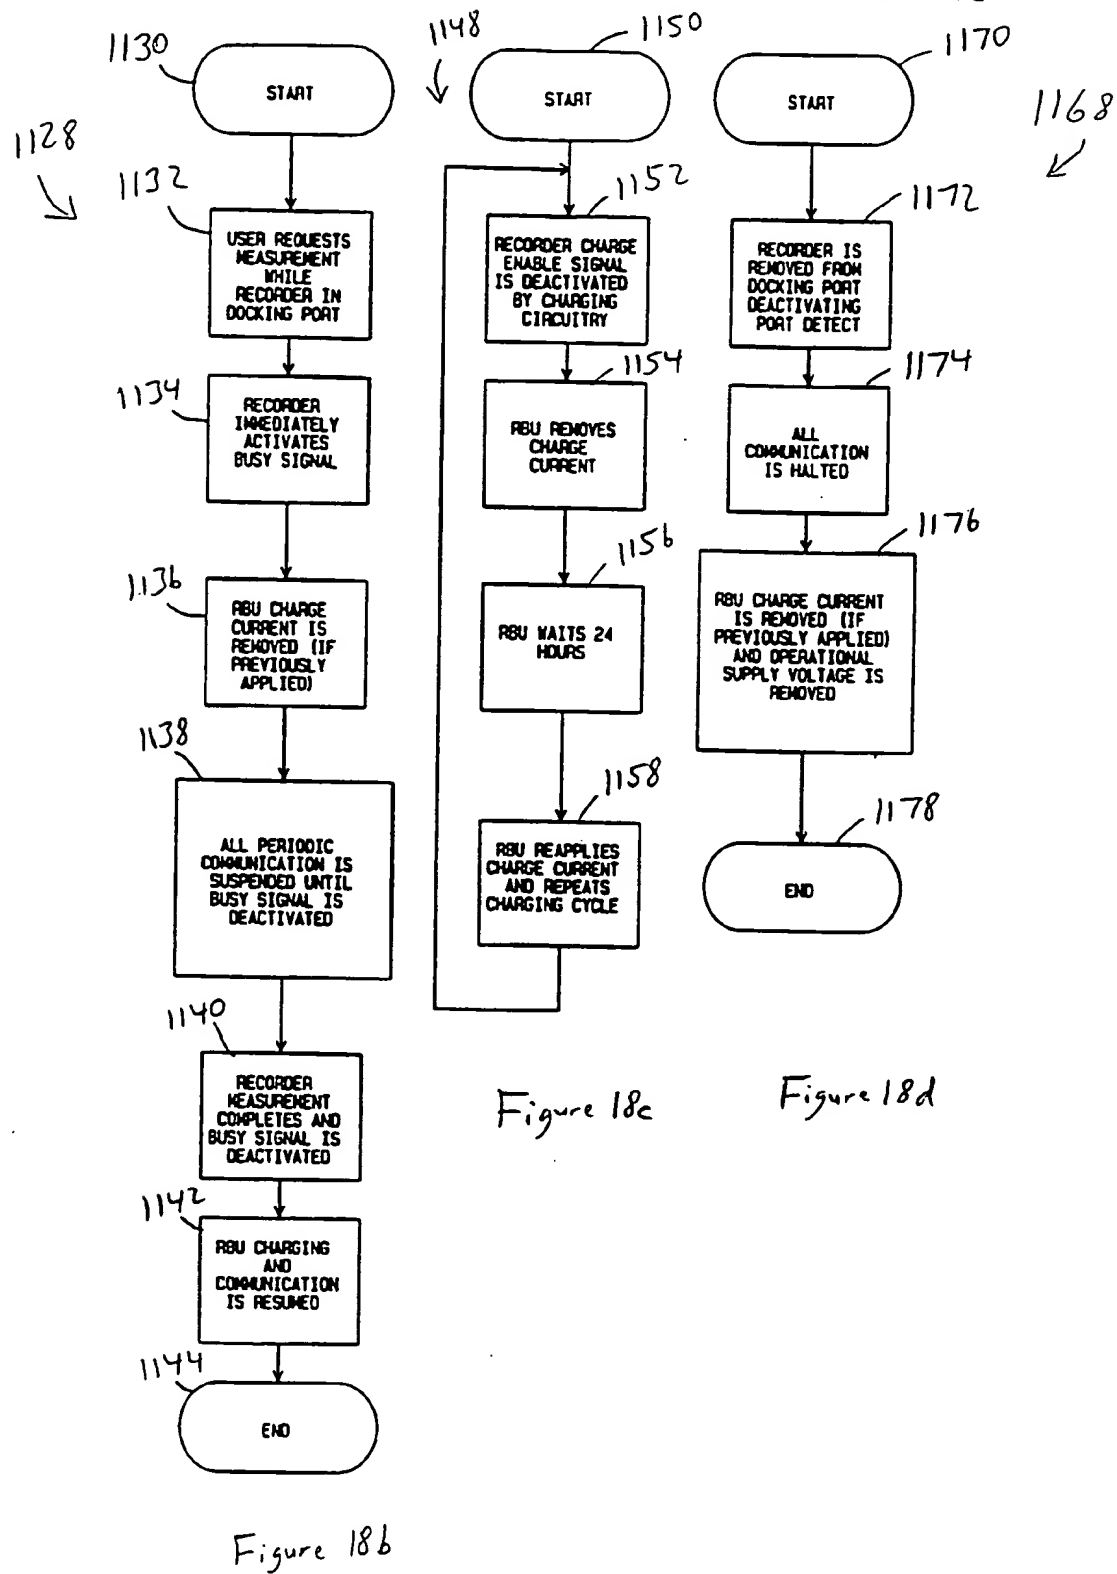 1128
1130
START
1132
USER REQUESTS
MEASUREMENT
WHILE
RECORDER IN
DOCKING PORT
1134
RECORDER
IMMEDIATELY
ACTIVATES
BUSY SIGNAL
1136
RBU CHARGE
CURRENT IS
REMOVED (IF
PREVIOUSLY
APPLIED)
1138
ALL PERIODIC
COMMUNICATION IS
SUSPENDED UNTIL
BUSY SIGNAL IS
DEACTIVATED
1140
RECORDER
MEASUREMENT
COMPLETES AND
BUSY SIGNAL IS
DEACTIVATED
1142
RBU CHARGING
AND
COMMUNICATION
IS RESUMED
1144
END
Figure 18b
1148
1150
START
1152
RECORDER CHARGE
ENABLE SIGNAL
IS DEACTIVATED
BY CHARGING
CIRCUITRY
1154
RBU REMOVES
CHARGE
CURRENT
1156
RBU WAITS 24
HOURS
1158
RBU REAPPLIES
CHARGE CURRENT
AND REPEATS
CHARGING CYCLE
Figure 18c
1168
1170
START
1172
RECORDER IS
REMOVED FROM
DOCKING PORT
DEACTIVATING
PORT DETECT
1174
ALL
COMMUNICATION
IS HALTED
1176
RBU CHARGE CURRENT
IS REMOVED (IF
PREVIOUSLY APPLIED)
AND OPERATIONAL
SUPPLY VOLTAGE IS
REMOVED
1178
END
Figure 18d